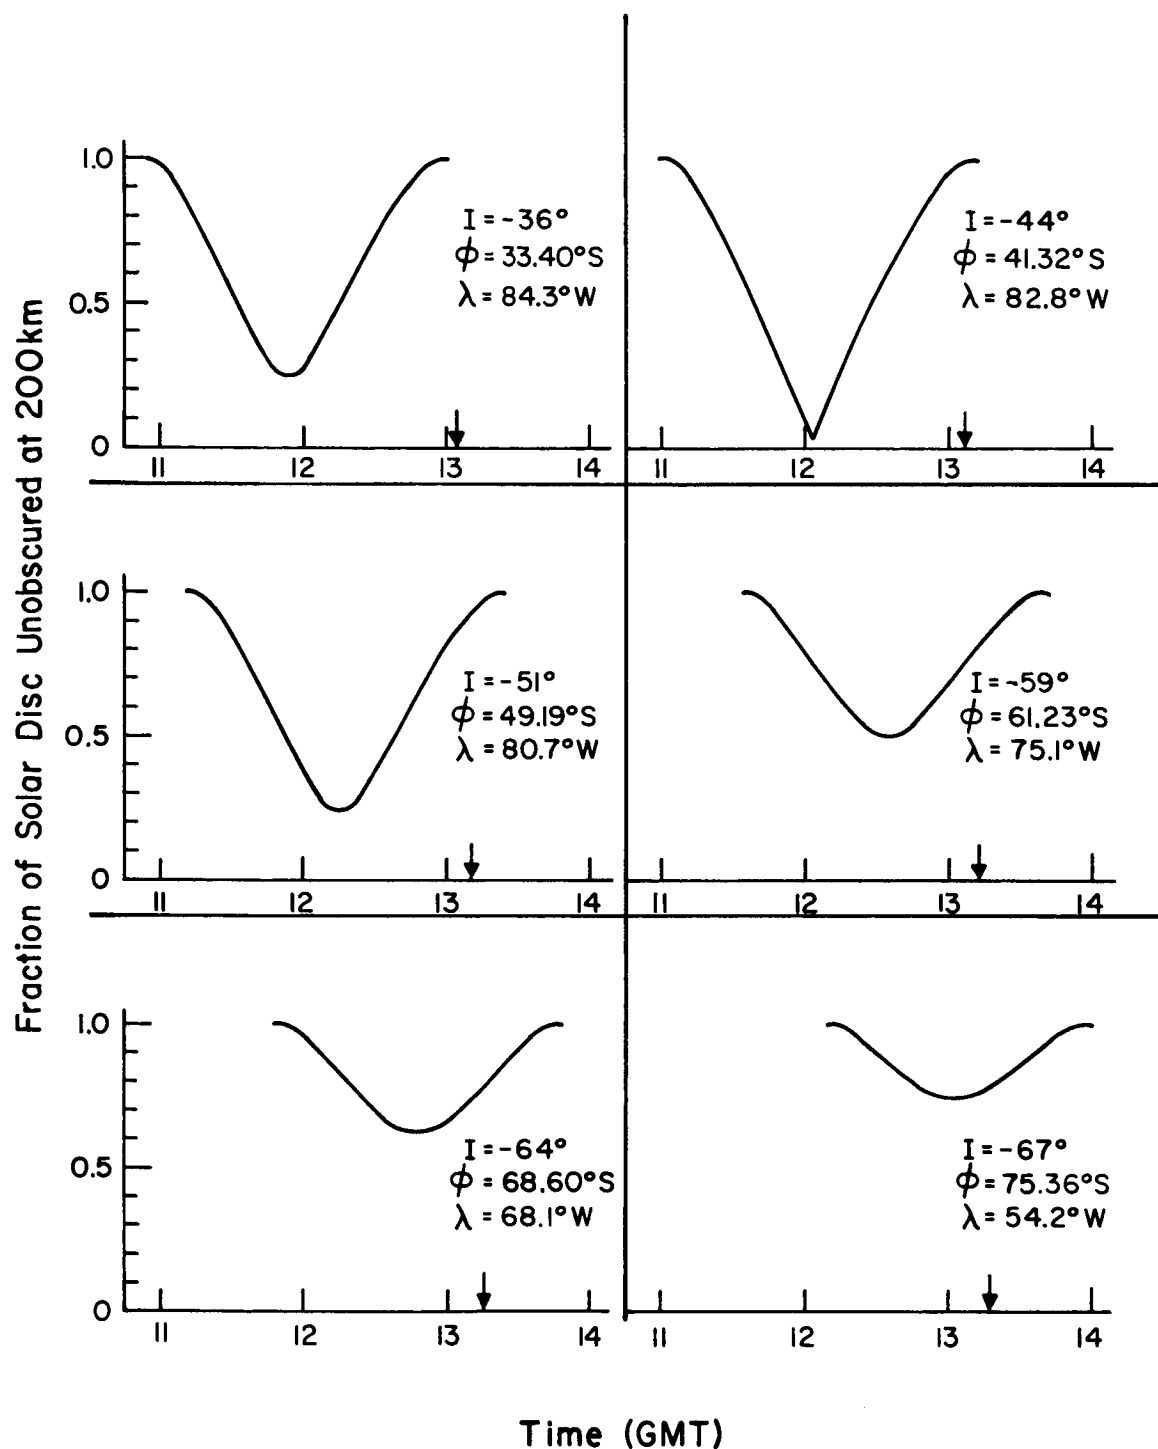 Fraction of Solar Disc Unobscured at 200km
1.0
0.5
0
11 12 13 14
I = -36°
ϕ = 33.40°S
λ = 84.3°W
11 12 13 14
I = -44°
ϕ = 41.32°S
λ = 82.8°W
1.0
0.5
0
11 12 13 14
I = -51°
ϕ = 49.19°S
λ = 80.7°W
11 12 13 14
I = -59°
ϕ = 61.23°S
λ = 75.1°W
1.0
0.5
0
11 12 13 14
I = -64°
ϕ = 68.60°S
λ = 68.1°W
11 12 13 14
I = -67°
ϕ = 75.36°S
λ = 54.2°W
Time (GMT)